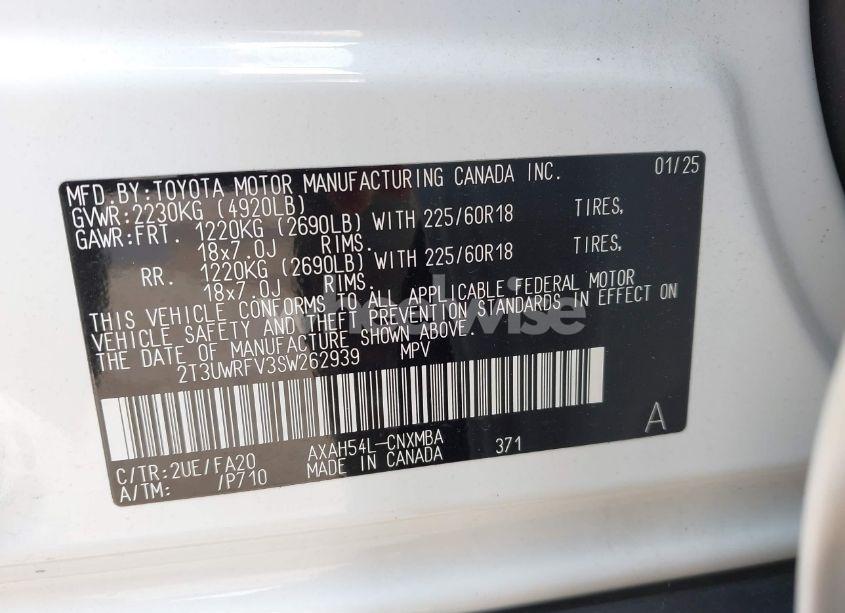 MFD.BY:TOYOTA MOTOR MANUFACTURING CANADA INC. 01/25
GVWR:2230KG (4920LB)
GAWR:FRT. 1220KG (2690LB) WITH 225/60R18 TIRES,
18x7.0J RIMS.
RR. 1220KG (2690LB) WITH 225/60R18 TIRES,
18x7.0J RIMS.
THIS VEHICLE CONFORMS TO ALL APPLICABLE FEDERAL MOTOR
VEHICLE SAFETY AND THEFT PREVENTION STANDARDS IN EFFECT ON
THE DATE OF MANUFACTURE SHOWN ABOVE.
2T3UWRFV3SW262939 MPV
A
C/TR:2UE/FA20 AXAH54L-CNXMBA 371
A/TM: /P710 MADE IN CANADA